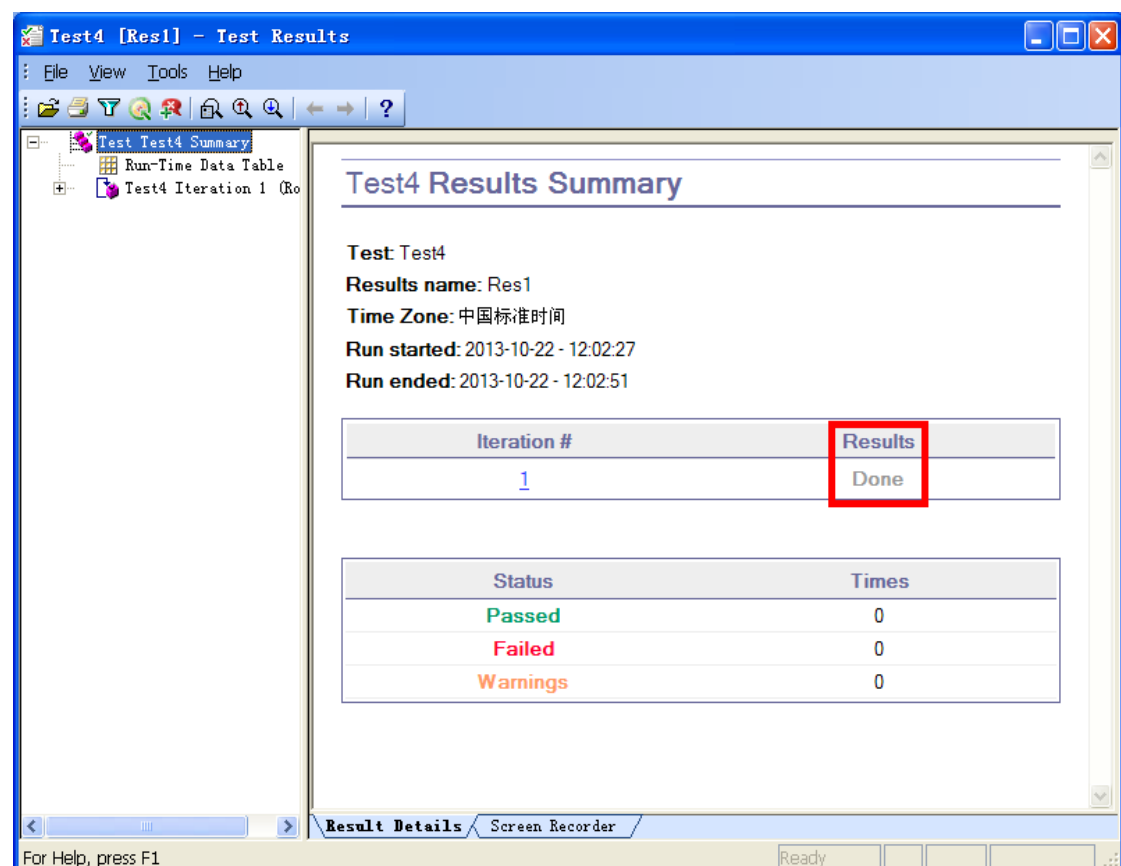 Test4 [Res1] - Test Results
File View Tools Help
?
Test Test4 Summary
Run-Time Data Table
Test4 Iteration 1 (Ro
Test4 Results Summary
Test: Test4
Results name: Res1
Time Zone: 中国标准时间
Run started: 2013-10-22 - 12:02:27
Run ended: 2013-10-22 - 12:02:51
Iteration # Results
1 Done
Status Times
Passed 0
Failed 0
Warnings 0
Result Details Screen Recorder
For Help, press F1 Ready